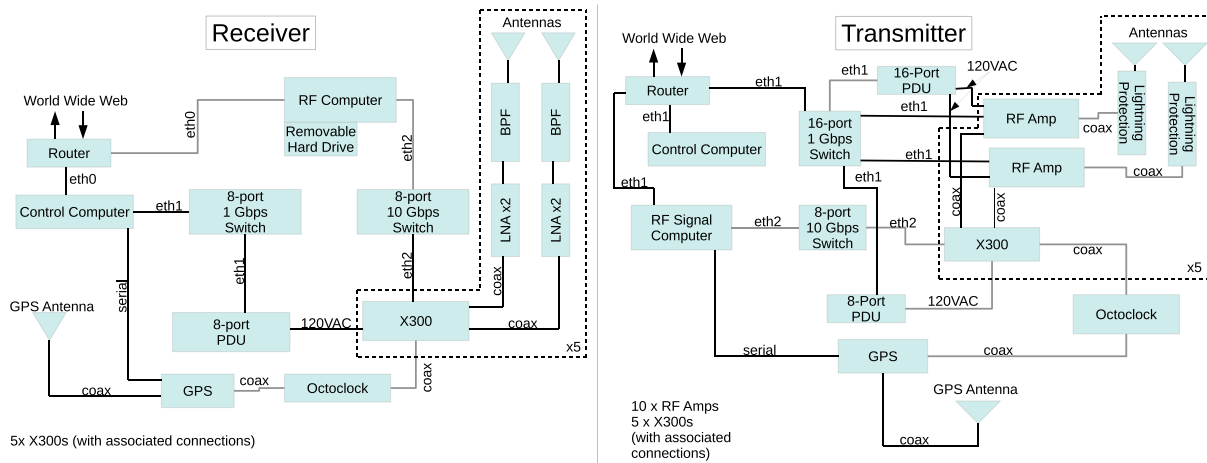 Receiver
Antennas
World Wide Web
Router
eth0
eth0
RF Computer
Removable
Hard Drive
eth2
BPF
BPF
LNA x2
LNA x2
Control Computer
eth1
8-port
1 Gbps
Switch
8-port
10 Gbps
Switch
eth1
eth2
coax
serial
GPS Antenna
8-port
PDU
120VAC
X300
coax
x5
coax
coax
GPS
coax
Octoclock
5x X300s (with associated connections)
Transmitter
Antennas
World Wide Web
Router
eth1
eth1
eth1
16-Port
PDU
120VAC
eth1
RF Amp
coax
Lightning
Protection
Lightning
Protection
eth1
Control Computer
16-port
1 Gbps
Switch
eth1
RF Amp
coax
eth1
coax
coax
RF Signal
Computer
eth2
8-port
10 Gbps
Switch
eth2
X300
coax
x5
8-Port
PDU
120VAC
Octoclock
serial
GPS
coax
GPS Antenna
coax
10 x RF Amps
5 x X300s
(with associated
connections)